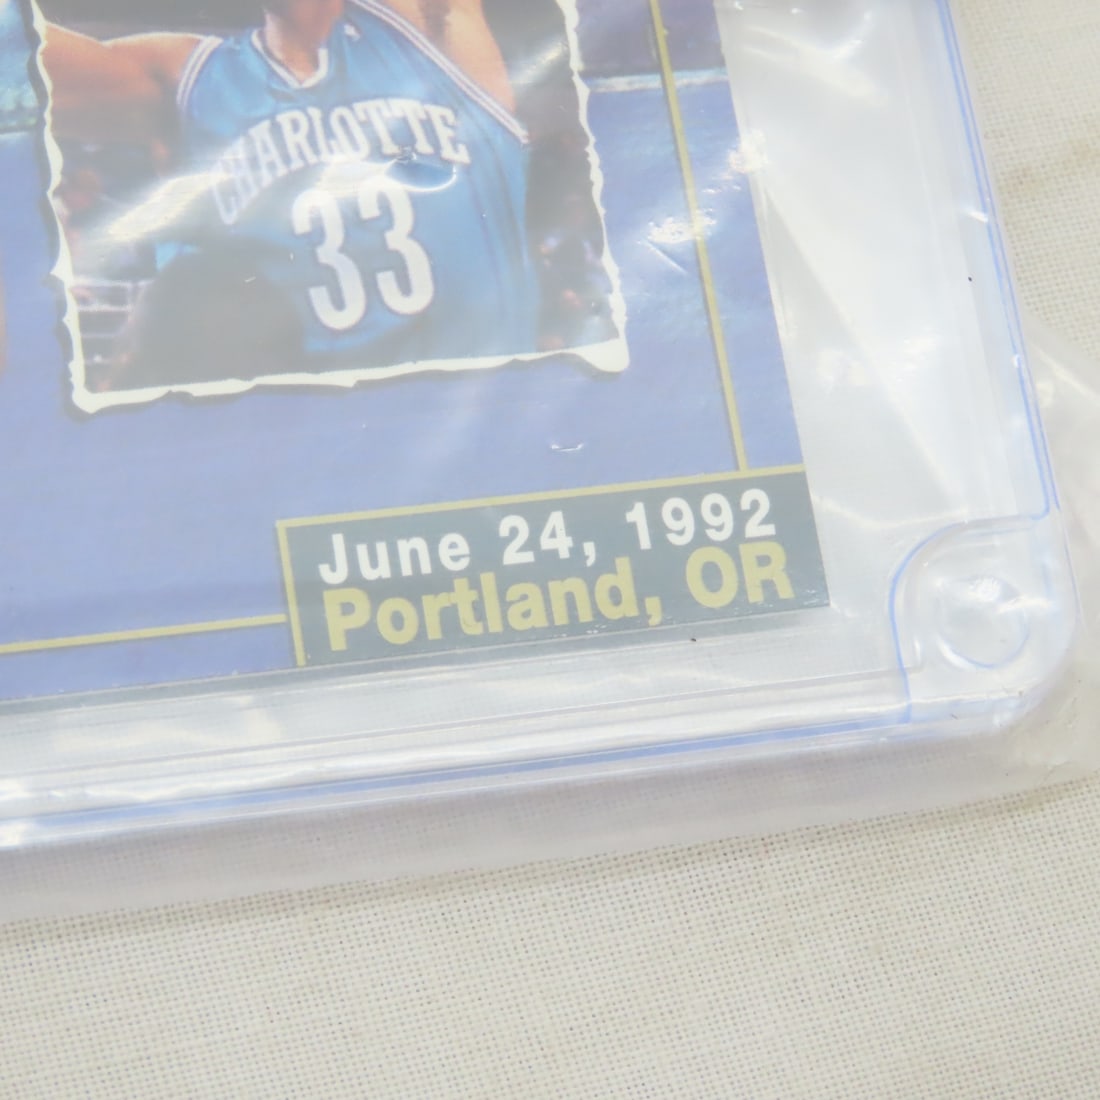 CHARLOTTE
33
June 24, 1992
Portland, OR